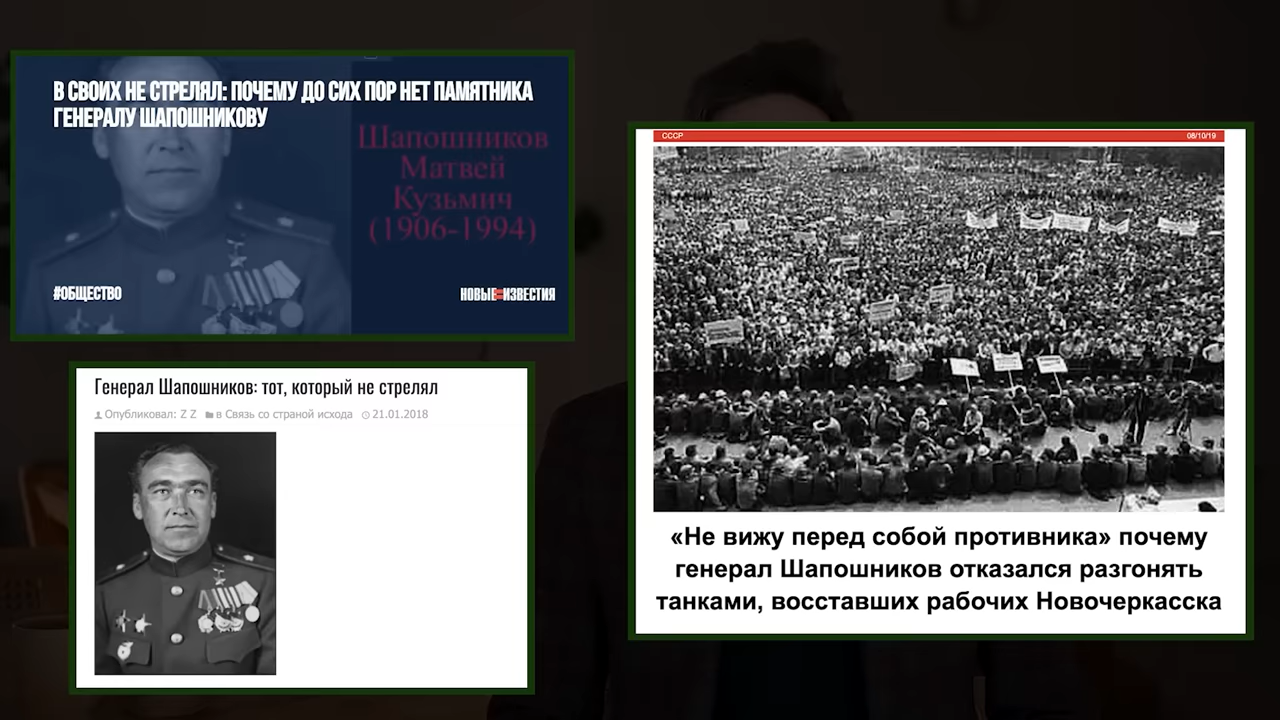 В СВОИХ НЕ СТРЕЛЯЛ: ПОЧЕМУ ДО СИХ ПОР НЕТ ПАМЯТНИКА
ГЕНЕРАЛУ ШАПОШНИКОВУ
Шапошников
Матвей
Кузьмич
(1906-1994)
#ОБЩЕСТВО
НОВЫЕ ИЗВЕСТИЯ
Генерал Шапошников: тот, который не стрелял
Опубликовал: Z Z в Связь со страной исхода 21.01.2018
СССР
08/10/19
«Не вижу перед собой противника» почему
генерал Шапошников отказался разгонять
танками, восставших рабочих Новочеркасска